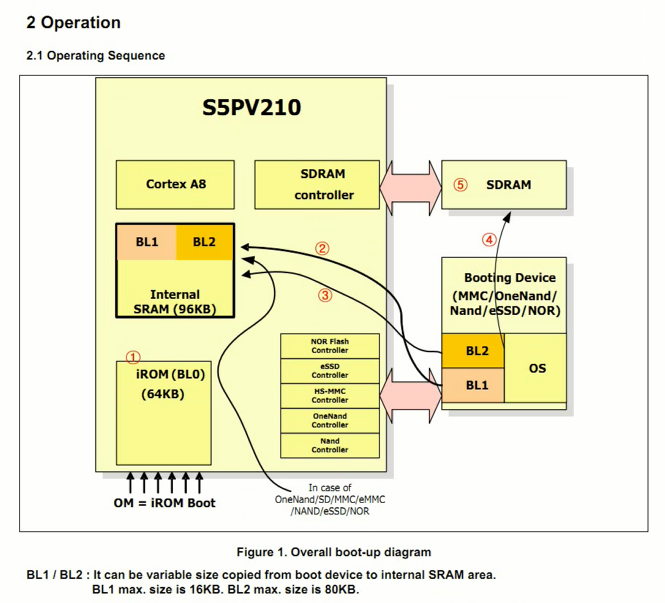 2 Operation
2.1 Operating Sequence
S5PV210
Cortex A8
SDRAM
controller
⑤ SDRAM
BL1 BL2
Internal
SRAM (96KB)
②
③
④
Booting Device
(MMC/OneNand/
Nand/eSSD/NOR)
BL2
BL1
OS
①
iROM (BL0)
(64KB)
NOR Flash
Controller
eSSD
Controller
HS-MMC
Controller
OneNand
Controller
Nand
Controller
OM = iROM Boot
In case of
OneNand/SD/MMC/eMMC
/NAND/eSSD/NOR
Figure 1. Overall boot-up diagram
BL1 / BL2 : It can be variable size copied from boot device to internal SRAM area.
BL1 max. size is 16KB. BL2 max. size is 80KB.